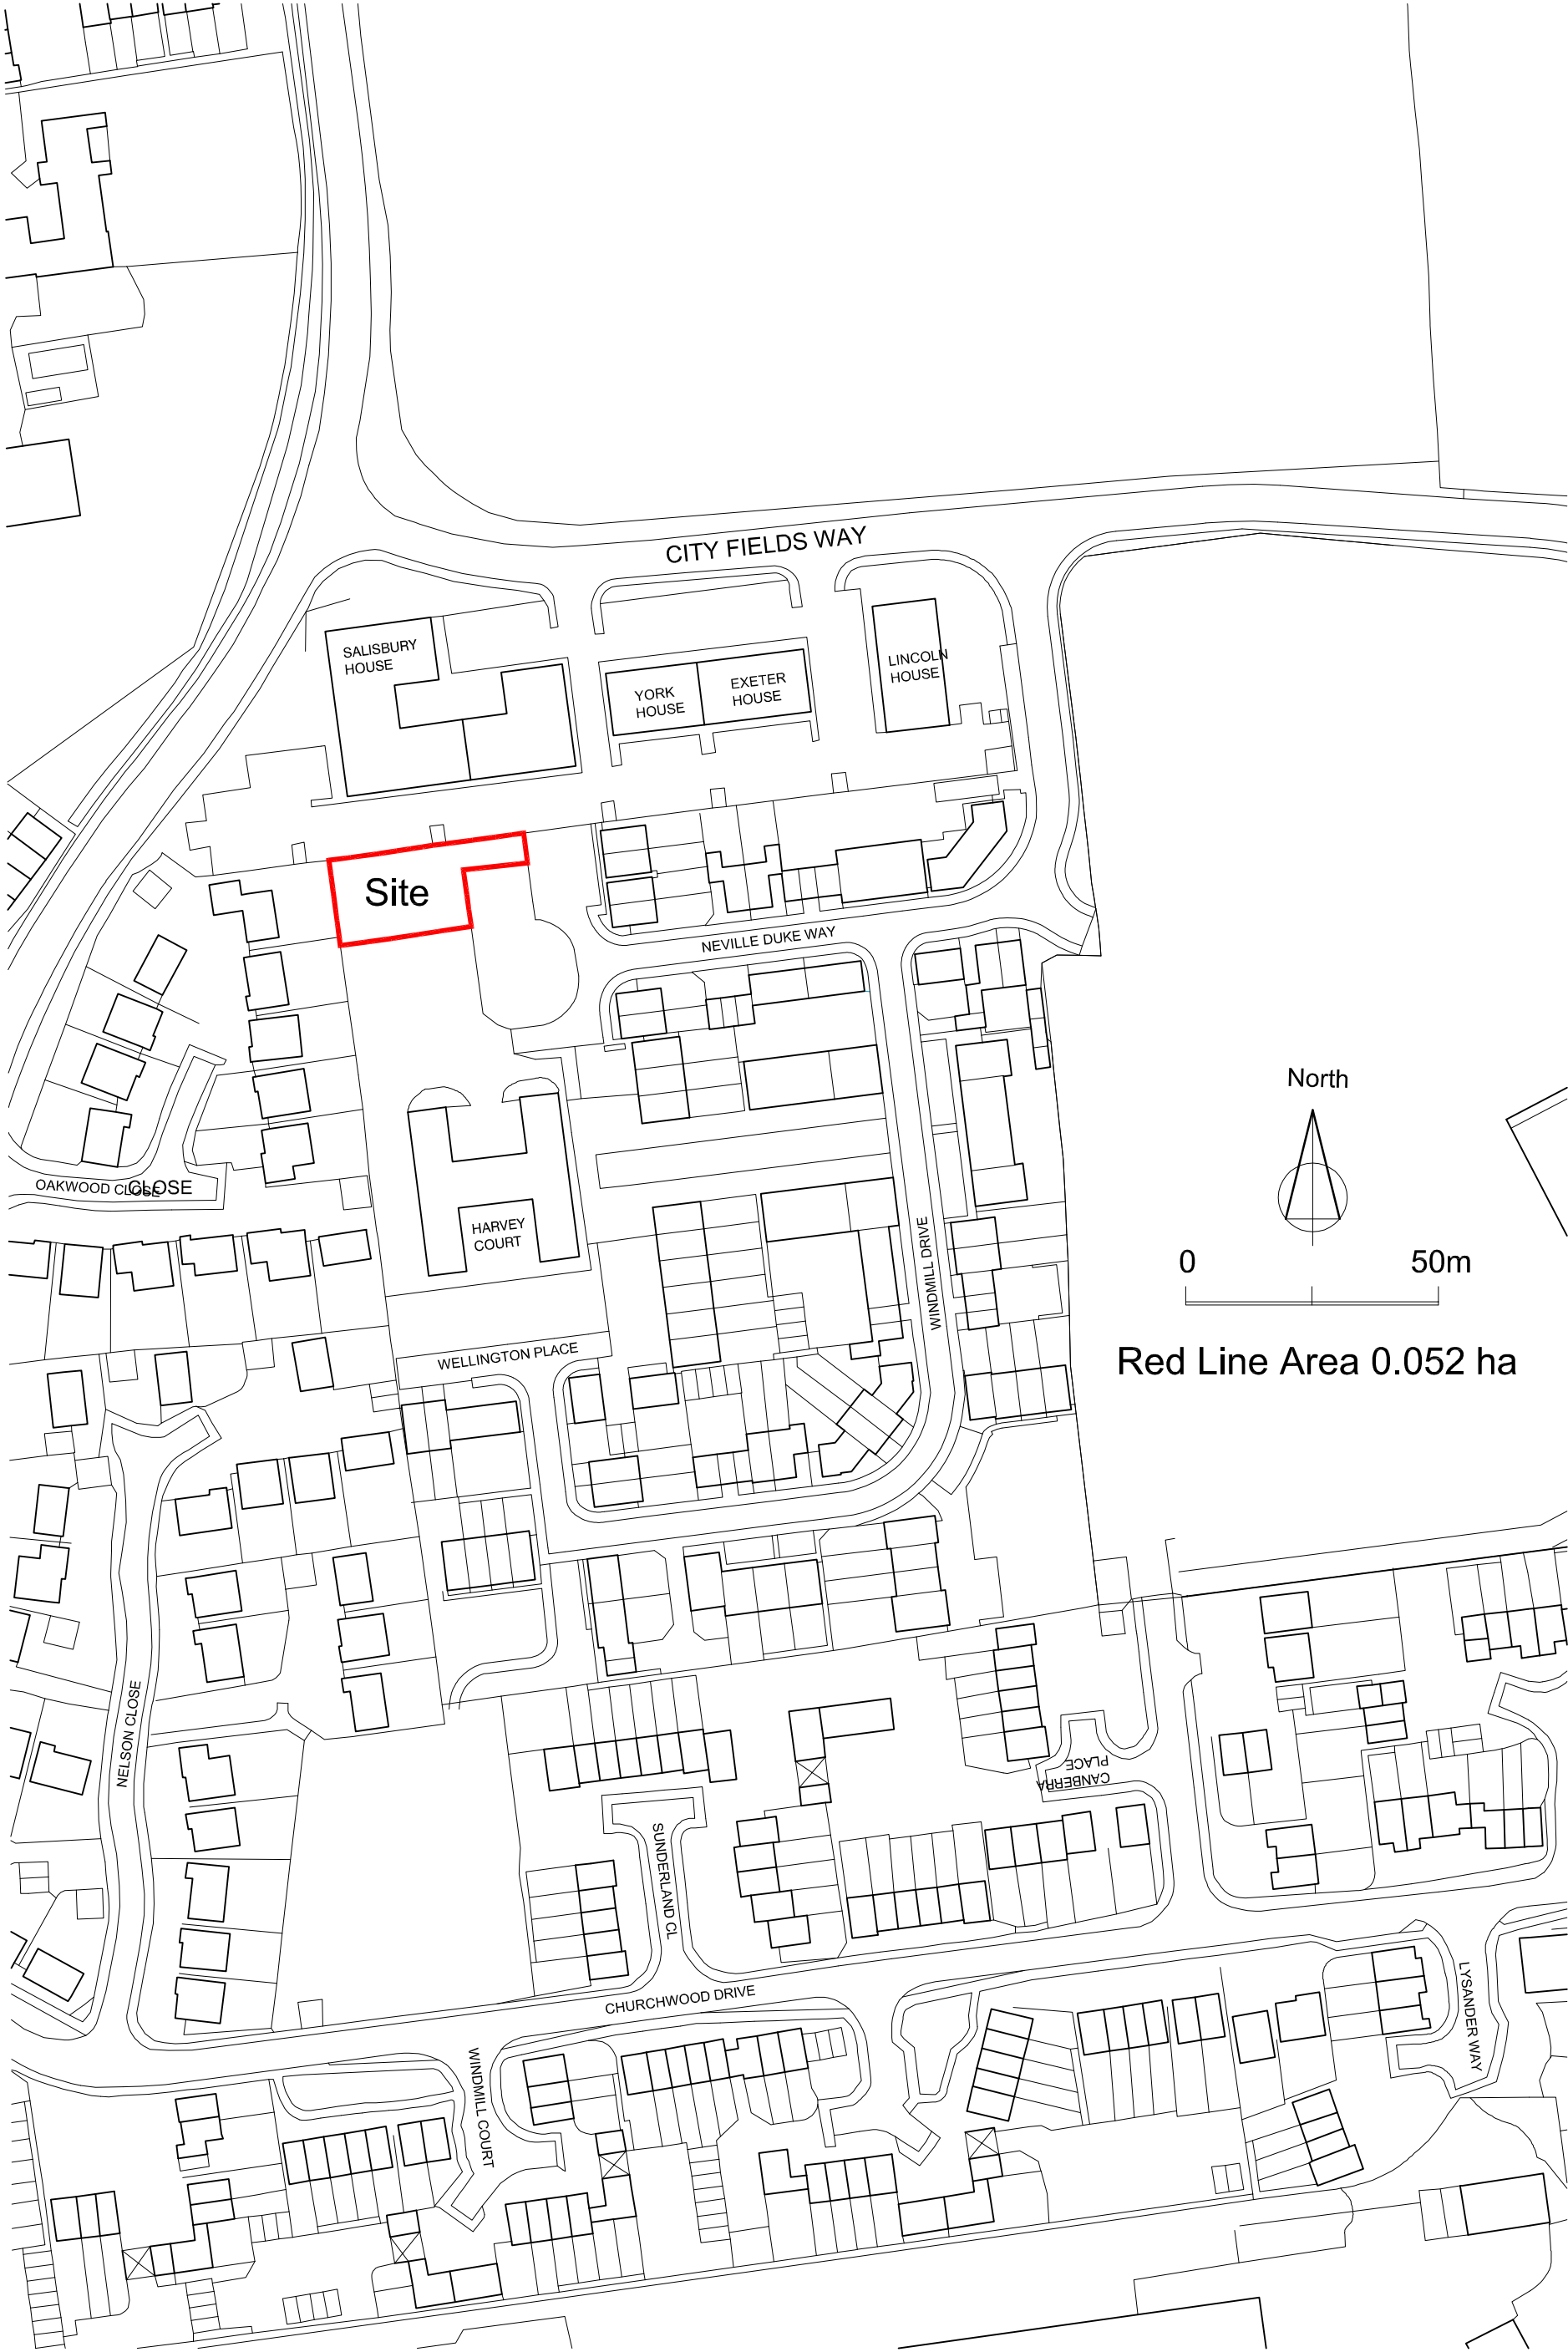 CITY FIELDS WAY
SALISBURY
HOUSE
YORK
HOUSE
EXETER
HOUSE
LINCOLN
HOUSE
Site
NEVILLE DUKE WAY
North
OAKWOOD CLOSE
CLOSE
HARVEY
COURT
WINDMILL DRIVE
0 50m
WELLINGTON PLACE
Red Line Area 0.052 ha
NELSON CLOSE
CANBERRA
PLACE
SUNDERLAND CL
CHURCHWOOD DRIVE
WINDMILL COURT
LYSANDER WAY